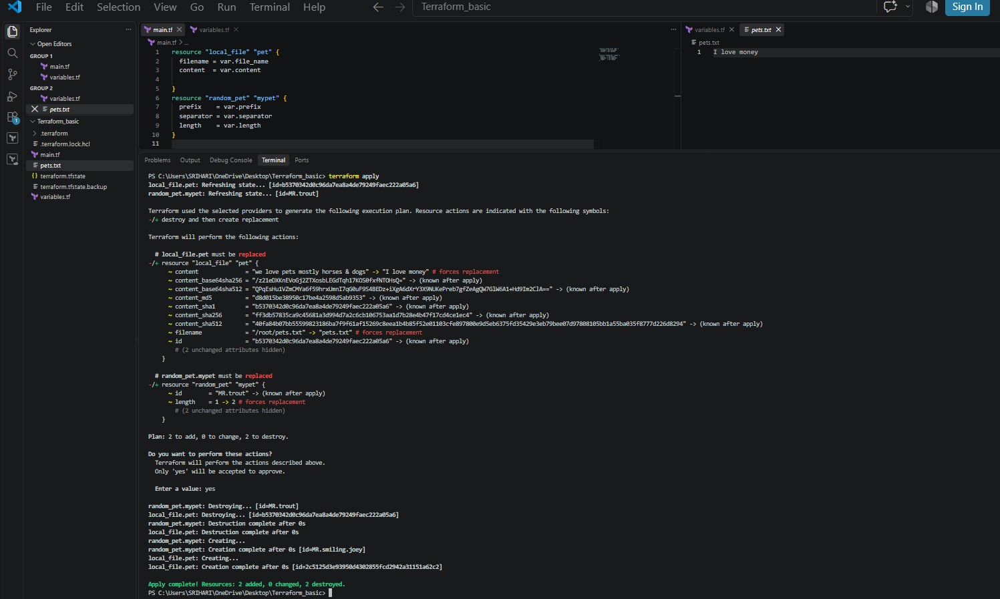 File Edit Selection View Go Run Terminal Help
Terraform_basic
Sign In
Explorer
Open Editors
GROUP 1
main.tf
variables.tf
GROUP 2
variables.tf
pets.txt
Terraform_basic
.terraform
.terraform.lock.hcl
main.tf
pets.txt
terraform.tfstate
terraform.tfstate.backup
variables.tf
1
main.tf variables.tf
main.tf > ...
1 resource "local_file" "pet" {
2 filename = var.file_name
3 content  = var.content
4
5 }
6 resource "random_pet" "mypet" {
7 prefix    = var.prefix
8 separator = var.separator
9 length    = var.length
10 }
11
variables.tf pets.txt
pets.txt
1 I love money
Problems Output Debug Console Terminal Ports
PS C:\Users\SRIHARI\OneDrive\Desktop\Terraform_basic> terraform apply
local_file.pet: Refreshing state... [id=b5370342d0c96da7ea8a4de79249faec222a05a6]
random_pet.mypet: Refreshing state... [id=MR.trout]
Terraform used the selected providers to generate the following execution plan. Resource actions are indicated with the following symbols:
-/+ destroy and then create replacement
Terraform will perform the following actions:
# local_file.pet must be replaced
-/+ resource "local_file" "pet" {
~ content = "we love pets mostly horses & dogs" -> "I love money" # forces replacement
~ content_base64sha256 = "/z21eDXKnEVoGj2ZTXosbLEGdTqh17KOS0fxfNTOHsQ=" -> (known after apply)
~ content_base64sha512 = "QPqEsHu1VZmCMYa6f59hrxUmnI7qG0uF9S4BEDz+iXgA6dXrY3X9NUKePreb7gfZeAgQW7GlW6A1+Hd9Im2ClA==" -> (known after apply)
~ content_md5 = "d8d015be38950c17be4a2598d5ab9353" -> (known after apply)
~ content_sha1 = "b5370342d0c96da7ea8a4de79249faec222a05a6" -> (known after apply)
~ content_sha256 = "ff3db57835ca9c45681a3d994d7a2c6cb106753aa1d7b28e4b47f17cd4ce1ec4" -> (known after apply)
~ content_sha512 = "40fa84b07bb55599823186ba7f9f61af15269c8eea1b4b85f52e01103cfe897800e9d5eb6375fd35429e3eb79bee07d97808105bb1a55ba035f8777d226d8294" -> (known after apply)
~ filename = "/root/pets.txt" -> "pets.txt" # forces replacement
~ id = "b5370342d0c96da7ea8a4de79249faec222a05a6" -> (known after apply)
# (2 unchanged attributes hidden)
}
# random_pet.mypet must be replaced
-/+ resource "random_pet" "mypet" {
~ id = "MR.trout" -> (known after apply)
~ length = 1 -> 2 # forces replacement
# (2 unchanged attributes hidden)
}
Plan: 2 to add, 0 to change, 2 to destroy.
Do you want to perform these actions?
Terraform will perform the actions described above.
Only 'yes' will be accepted to approve.
Enter a value: yes
random_pet.mypet: Destroying... [id=MR.trout]
local_file.pet: Destroying... [id=b5370342d0c96da7ea8a4de79249faec222a05a6]
random_pet.mypet: Destruction complete after 0s
local_file.pet: Destruction complete after 0s
random_pet.mypet: Creating...
random_pet.mypet: Creation complete after 0s [id=MR.smiling.joey]
local_file.pet: Creating...
local_file.pet: Creation complete after 0s [id=2c5125d3e93950d4302855fcd2942a31151a62c2]
Apply complete! Resources: 2 added, 0 changed, 2 destroyed.
PS C:\Users\SRIHARI\OneDrive\Desktop\Terraform_basic>